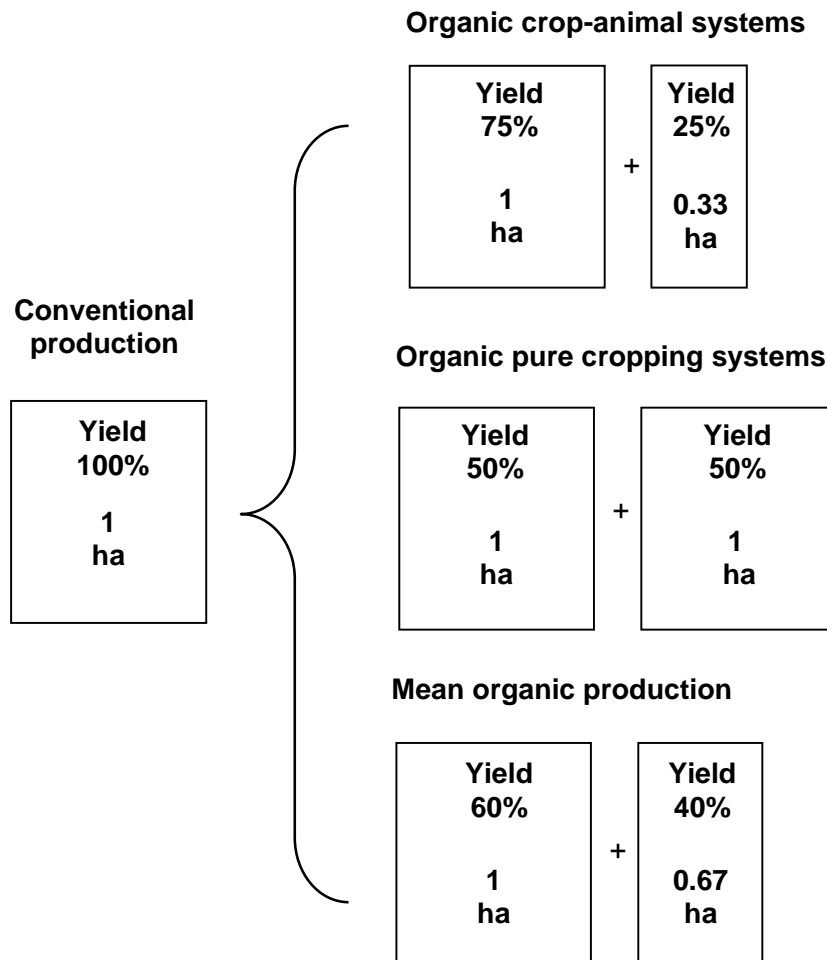 Organic crop-animal systems
Yield
75%
1
ha
+
Yield
25%
0.33
ha
Conventional
production
Yield
100%
1
ha
Organic pure cropping systems
Yield
50%
1
ha
+
Yield
50%
1
ha
Mean organic production
Yield
60%
1
ha
+
Yield
40%
0.67
ha